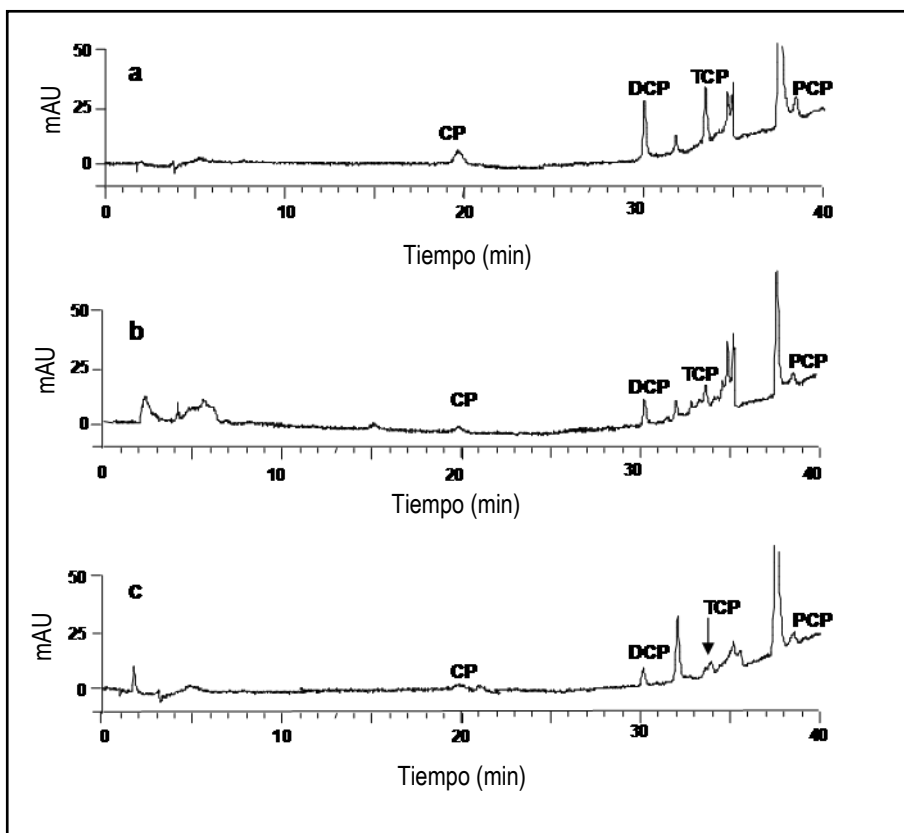 50
a
DCP
TCP
PCP
mAU
25
CP
0
0 10 20 30 40
Tiempo (min)
50
b
mAU
25
CP
DCP
TCP
PCP
0
0 10 20 30 40
Tiempo (min)
50
c
TCP
mAU
25
CP
DCP
PCP
0
0 10 20 30 40
Tiempo (min)